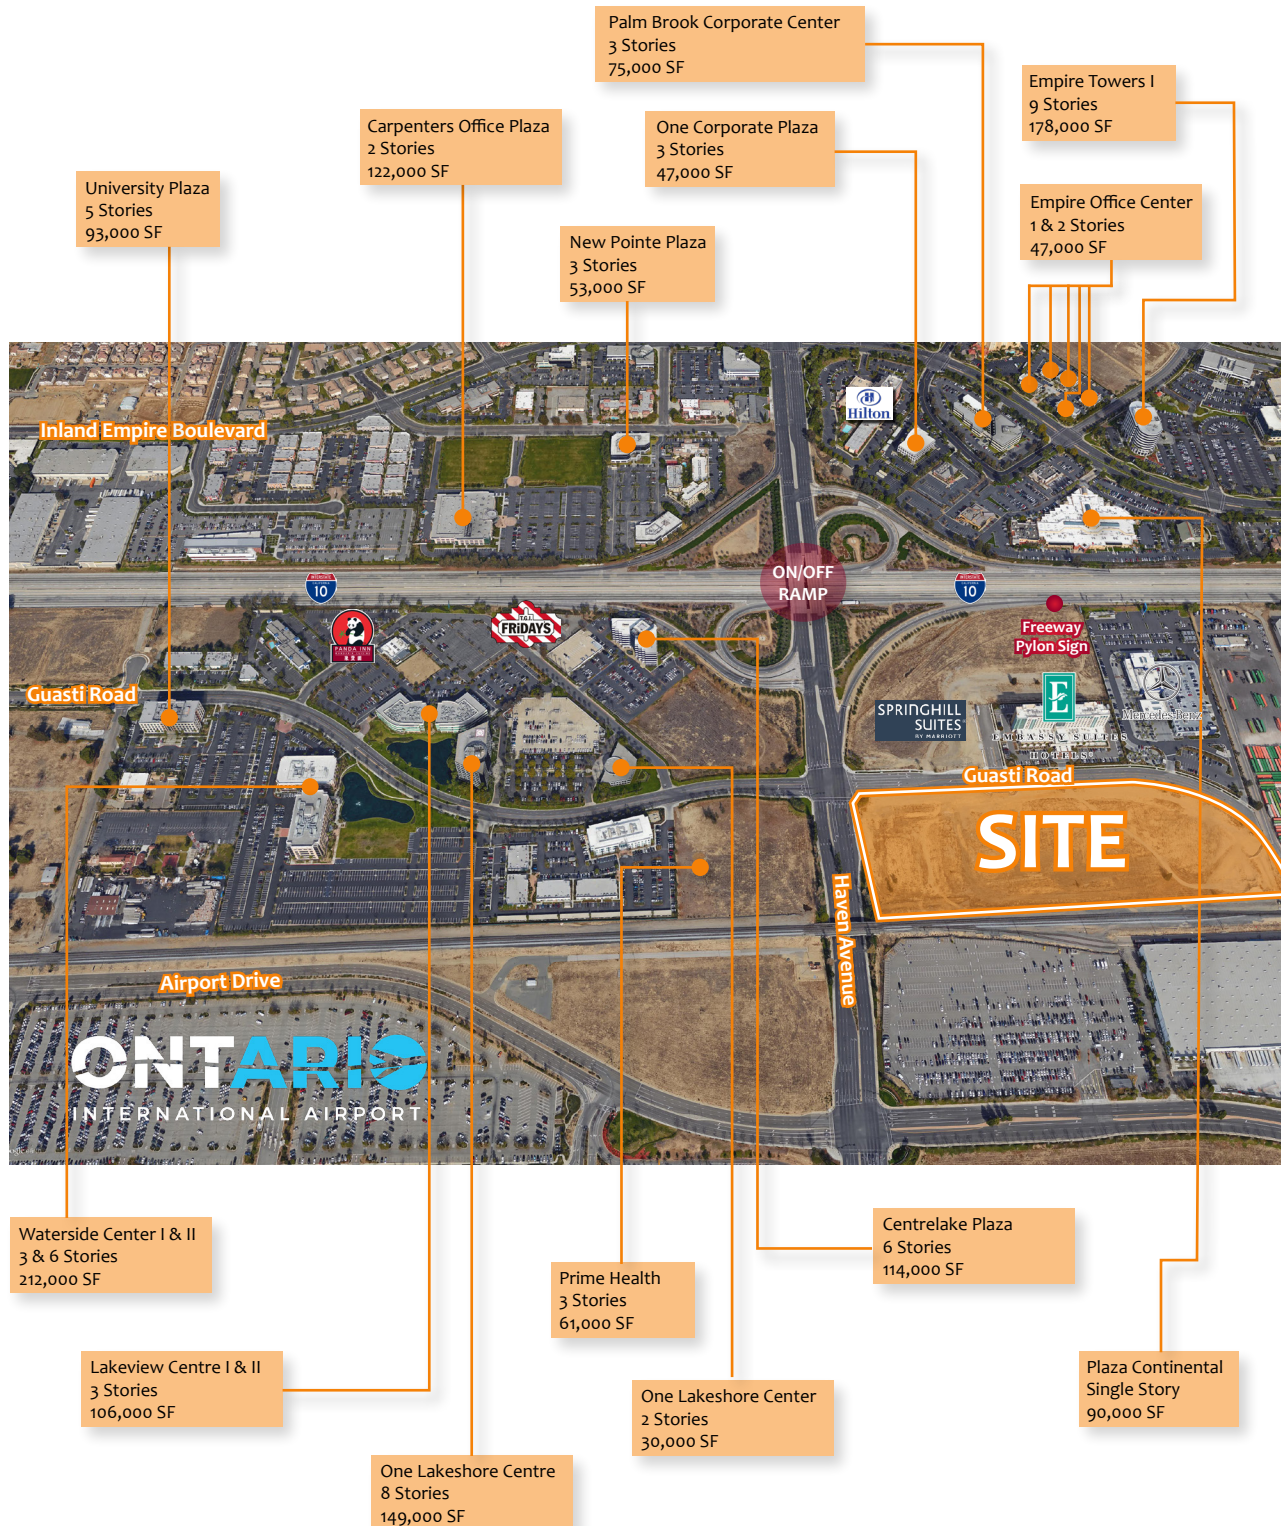 Palm Brook Corporate Center
3 Stories
75,000 SF
Empire Towers I
9 Stories
178,000 SF
Carpenters Office Plaza
2 Stories
122,000 SF
One Corporate Plaza
3 Stories
47,000 SF
University Plaza
5 Stories
93,000 SF
Empire Office Center
1 & 2 Stories
47,000 SF
New Pointe Plaza
3 Stories
53,000 SF
Hilton
Inland Empire Boulevard
ON/OFF
RAMP
INTERSTATE
CALIFORNIA
10
INTERSTATE
CALIFORNIA
10
PANDA INN
T.G.I.
FRiDAYS
Freeway
Pylon Sign
Guasti Road
SPRINGHILL
SUITES
BY MARRIOTT
E
EMBASSY SUITES
HOTELS
Mercedes-Benz
Guasti Road
SITE
Haven Avenue
Airport Drive
ONTARIO
INTERNATIONAL AIRPORT
Waterside Center I & II
3 & 6 Stories
212,000 SF
Centrelake Plaza
6 Stories
114,000 SF
Prime Health
3 Stories
61,000 SF
Lakeview Centre I & II
3 Stories
106,000 SF
One Lakeshore Center
2 Stories
30,000 SF
Plaza Continental
Single Story
90,000 SF
One Lakeshore Centre
8 Stories
149,000 SF